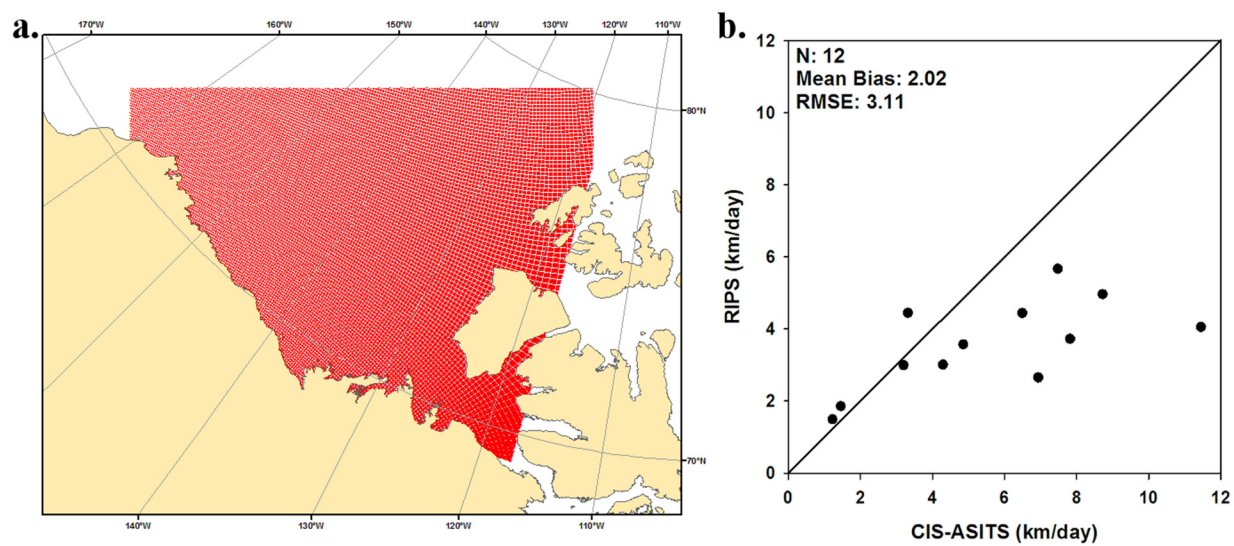 a.
170°W 160°W 150°W 140°W 130°W 120°W 110°W
80°N
70°N
140°W 130°W 120°W 110°W
b.
N: 12
Mean Bias: 2.02
RMSE: 3.11
12
10
8
6
4
2
0
RIPS (km/day)
0 2 4 6 8 10 12
CIS-ASITS (km/day)